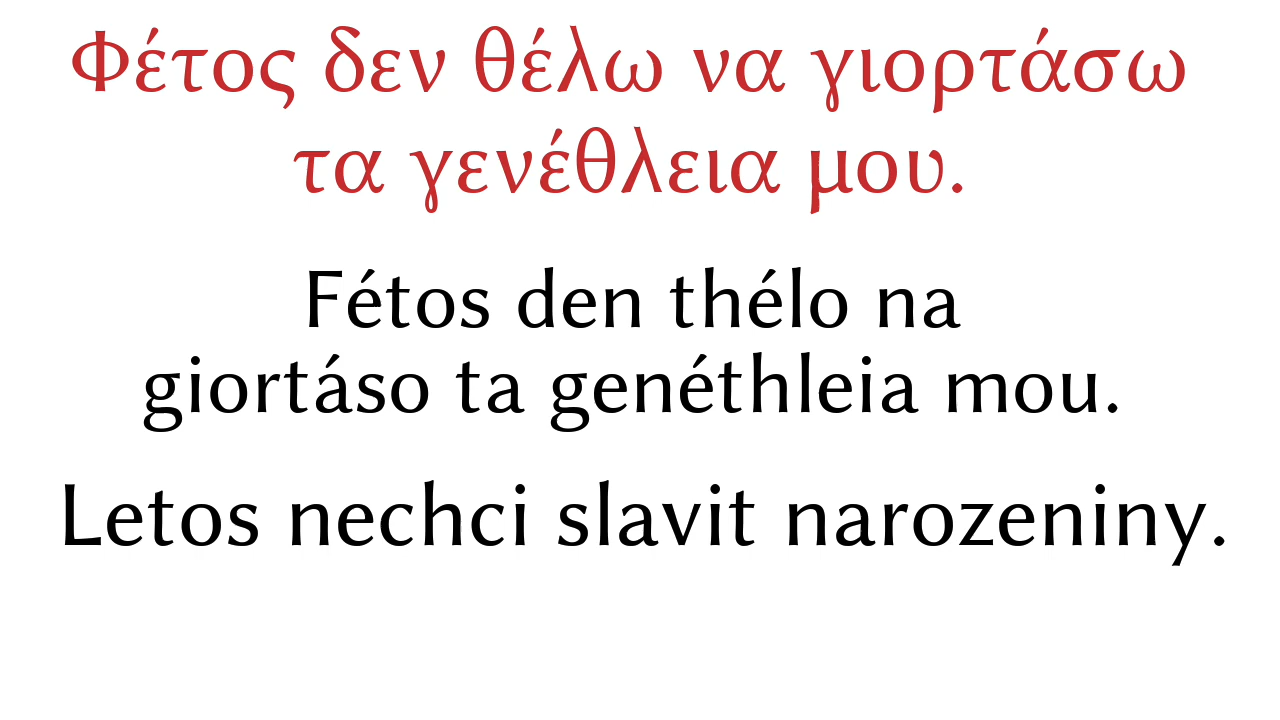 Φέτος δεν θέλω να γιορτάσω
τα γενέθλεια μου.
Fétos den thélo na
giortáso ta genéthleia mou.
Letos nechci slavit narozeniny.